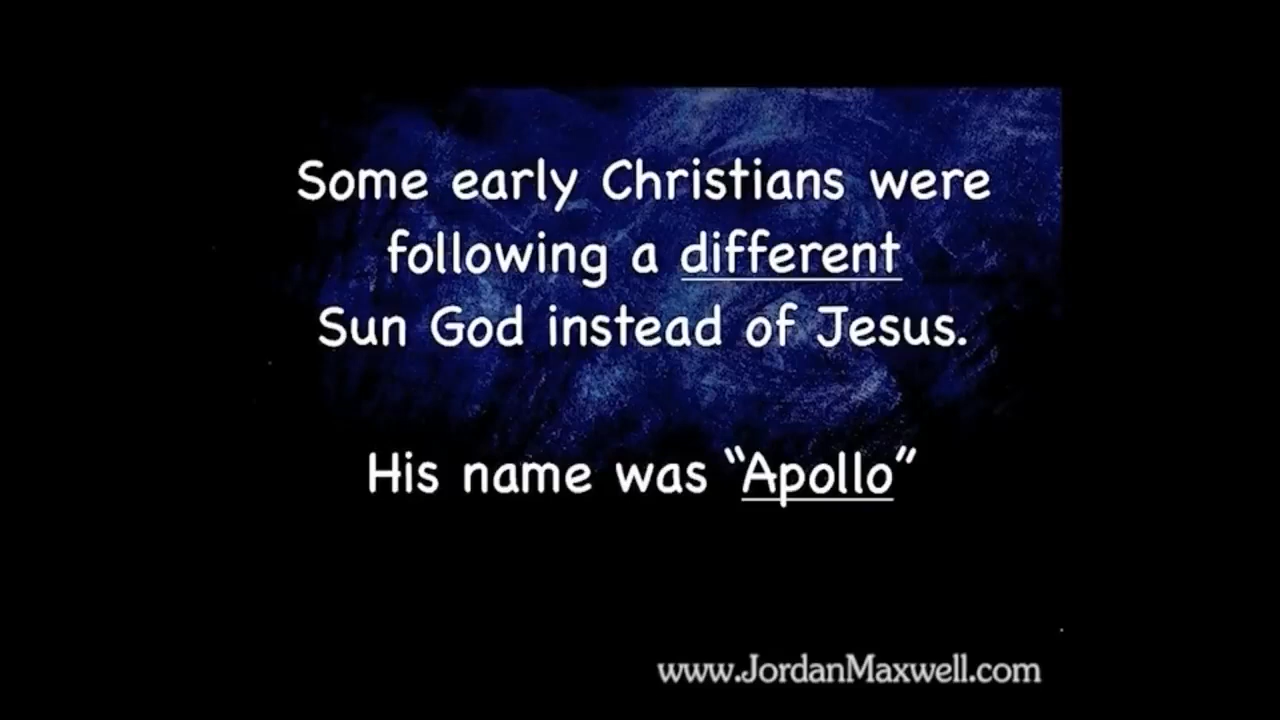 Some early Christians were
following a different
Sun God instead of Jesus.
His name was “Apollo”
www.JordanMaxwell.com